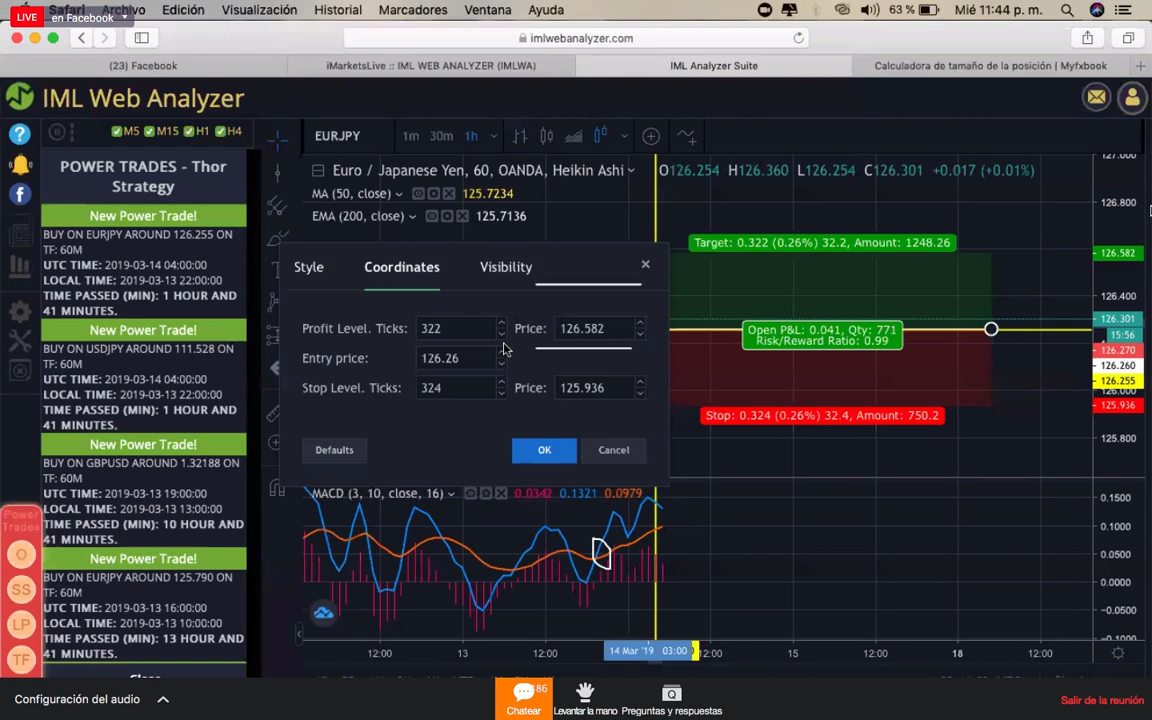 Safari Archivo Edición Visualización Historial Marcadores Ventana Ayuda 63 % Mié 11:44 p. m.
LIVE en Facebook
imlwebanalyzer.com
(23) Facebook
iMarketsLive :: IML WEB ANALYZER (IMLWA)
IML Analyzer Suite
Calculadora de tamaño de la posición | Myfxbook
IML Web Analyzer
M5 M15 H1 H4
POWER TRADES - Thor
Strategy
New Power Trade!
BUY ON EURJPY AROUND 126.255 ON
TF: 60M
UTC TIME: 2019-03-14 04:00:00
LOCAL TIME: 2019-03-13 22:00:00
TIME PASSED (MIN): 1 HOUR AND
41 MINUTES.
New Power Trade!
BUY ON USDJPY AROUND 111.528 ON
TF: 60M
UTC TIME: 2019-03-14 04:00:00
LOCAL TIME: 2019-03-13 22:00:00
TIME PASSED (MIN): 1 HOUR AND
41 MINUTES.
New Power Trade!
BUY ON GBPUSD AROUND 1.32188 ON
TF: 60M
UTC TIME: 2019-03-13 19:00:00
LOCAL TIME: 2019-03-13 13:00:00
TIME PASSED (MIN): 10 HOUR AND
41 MINUTES.
New Power Trade!
BUY ON EURJPY AROUND 125.790 ON
TF: 60M
UTC TIME: 2019-03-13 16:00:00
LOCAL TIME: 2019-03-13 10:00:00
TIME PASSED (MIN): 13 HOUR AND
41 MINUTES.
Power
Trades
O
SS
LP
TF
EURJPY 1m 30m 1h
Euro / Japanese Yen, 60, OANDA, Heikin Ashi O126.254 H126.360 L126.254 C126.301 +0.017 (+0.01%)
MA (50, close) 125.7234
EMA (200, close) 125.7136
Style Coordinates Visibility
Profit Level. Ticks: 322 Price: 126.582
Entry price: 126.26
Stop Level. Ticks: 324 Price: 125.936
Defaults OK Cancel
Target: 0.322 (0.26%) 32.2, Amount: 1248.26
Open P&L: 0.041, Qty: 771
Risk/Reward Ratio: 0.99
Stop: 0.324 (0.26%) 32.4, Amount: 750.2
127.000
126.800
126.582
126.400
126.301
15:56
126.270
126.260
126.255
126.000
125.936
125.800
MACD (3, 10, close, 16) 0.0342 0.1321 0.0979
0.1500
0.1000
0.0500
0.0000
-0.0500
-0.1000
12:00 13 12:00 14 Mar '19 03:00 12:00 15 12:00 18 12:00
Configuración del audio
86
Chatear
Levantar la mano
Preguntas y respuestas
Salir de la reunión